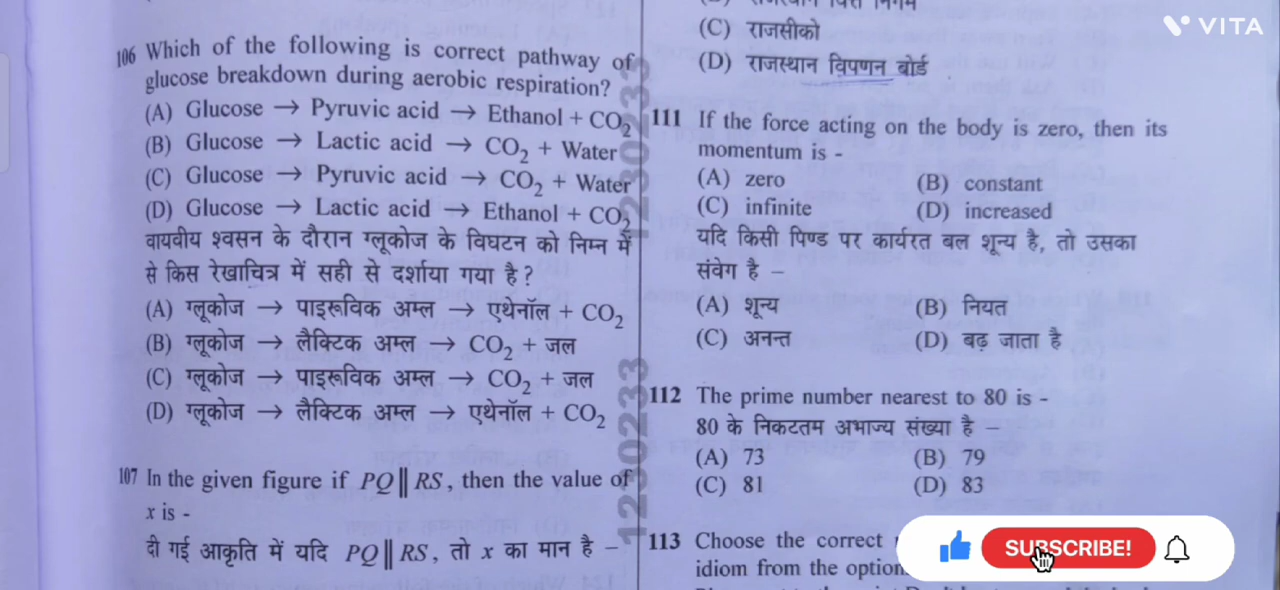 106 Which of the following is correct pathway of
glucose breakdown during aerobic respiration?
(A) Glucose → Pyruvic acid → Ethanol + CO₂
(B) Glucose → Lactic acid → CO₂ + Water
(C) Glucose → Pyruvic acid → CO₂ + Water
(D) Glucose → Lactic acid → Ethanol + CO₂
वायवीय श्वसन के दौरान ग्लूकोज के विघटन को निम्न में
से किस रेखाचित्र में सही से दर्शाया गया है?
(A) ग्लूकोज → पाइरूविक अम्ल → एथेनॉल + CO₂
(B) ग्लूकोज → लैक्टिक अम्ल → CO₂ + जल
(C) ग्लूकोज → पाइरूविक अम्ल → CO₂ + जल
(D) ग्लूकोज → लैक्टिक अम्ल → एथेनॉल + CO₂
107 In the given figure if PQ || RS, then the value of
x is -
दी गई आकृति में यदि PQ || RS, तो x का मान है –
1230233
1230233
(C) राजसीको
(D) राजस्थान विपणन बोर्ड
111 If the force acting on the body is zero, then its
momentum is -
(A) zero (B) constant
(C) infinite (D) increased
यदि किसी पिण्ड पर कार्यरत बल शून्य है, तो उसका
संवेग है –
(A) शून्य (B) नियत
(C) अनन्त (D) बढ़ जाता है
112 The prime number nearest to 80 is -
80 के निकटतम अभाज्य संख्या है –
(A) 73 (B) 79
(C) 81 (D) 83
113 Choose the correct
idiom from the option
VITA
SUBSCRIBE!